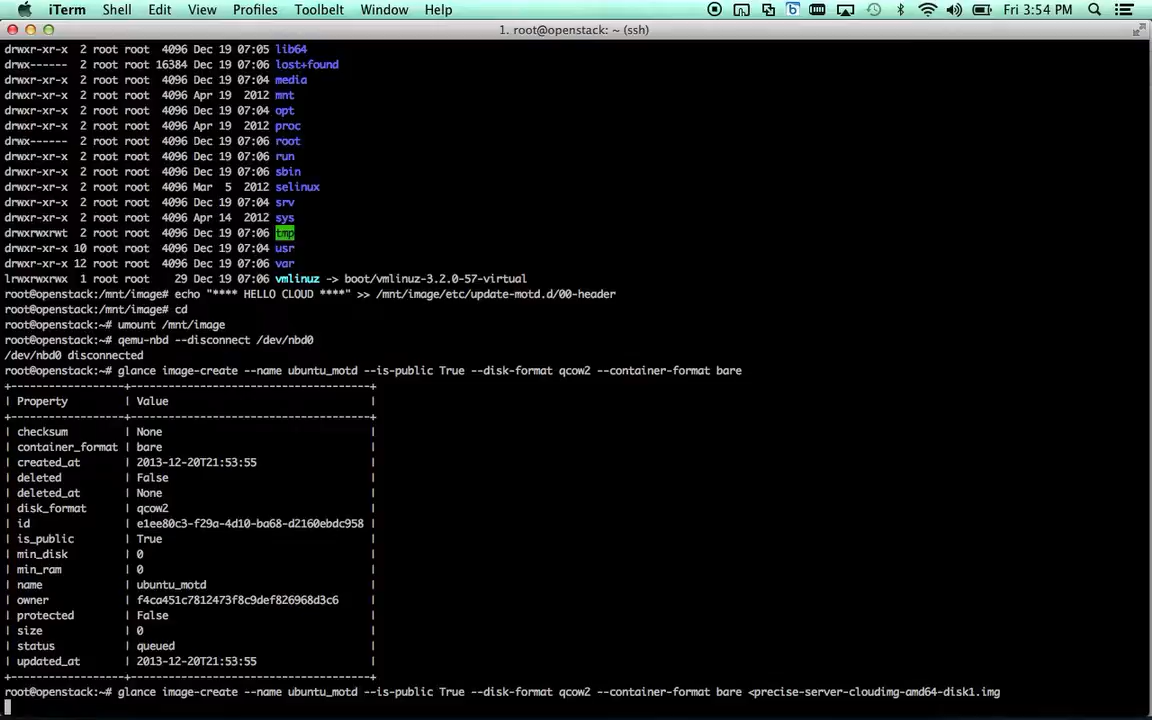 iTerm Shell Edit View Profiles Toolbelt Window Help Fri 3:54 PM
1. root@openstack: ~ (ssh)
drwxr-xr-x  2 root root  4096 Dec 19 07:05 lib64
drwx------  2 root root 16384 Dec 19 07:06 lost+found
drwxr-xr-x  2 root root  4096 Dec 19 07:04 media
drwxr-xr-x  2 root root  4096 Apr 19  2012 mnt
drwxr-xr-x  2 root root  4096 Dec 19 07:04 opt
drwxr-xr-x  2 root root  4096 Apr 19  2012 proc
drwx------  2 root root  4096 Dec 19 07:06 root
drwxr-xr-x  2 root root  4096 Dec 19 07:06 run
drwxr-xr-x  2 root root  4096 Dec 19 07:06 sbin
drwxr-xr-x  2 root root  4096 Mar  5  2012 selinux
drwxr-xr-x  2 root root  4096 Dec 19 07:04 srv
drwxr-xr-x  2 root root  4096 Apr 14  2012 sys
drwxrwxrwt  2 root root  4096 Dec 19 07:06 tmp
drwxr-xr-x 10 root root  4096 Dec 19 07:04 usr
drwxr-xr-x 12 root root  4096 Dec 19 07:06 var
lrwxrwxrwx  1 root root    29 Dec 19 07:06 vmlinuz -> boot/vmlinuz-3.2.0-57-virtual
root@openstack:/mnt/image# echo "**** HELLO CLOUD ****" >> /mnt/image/etc/update-motd.d/00-header
root@openstack:/mnt/image# cd
root@openstack:~# umount /mnt/image
root@openstack:~# qemu-nbd --disconnect /dev/nbd0
/dev/nbd0 disconnected
root@openstack:~# glance image-create --name ubuntu_motd --is-public True --disk-format qcow2 --container-format bare
+------------------+--------------------------------------+
| Property         | Value                                |
+------------------+--------------------------------------+
| checksum         | None                                 |
| container_format | bare                                 |
| created_at       | 2013-12-20T21:53:55                  |
| deleted          | False                                |
| deleted_at       | None                                 |
| disk_format      | qcow2                                |
| id               | e1ee80c3-f29a-4d10-ba68-d2160ebdc958 |
| is_public        | True                                 |
| min_disk         | 0                                    |
| min_ram          | 0                                    |
| name             | ubuntu_motd                          |
| owner            | f4ca451c7812473f8c9def826968d3c6     |
| protected        | False                                |
| size             | 0                                    |
| status           | queued                               |
| updated_at       | 2013-12-20T21:53:55                  |
+------------------+--------------------------------------+
root@openstack:~# glance image-create --name ubuntu_motd --is-public True --disk-format qcow2 --container-format bare <precise-server-cloudimg-amd64-disk1.img